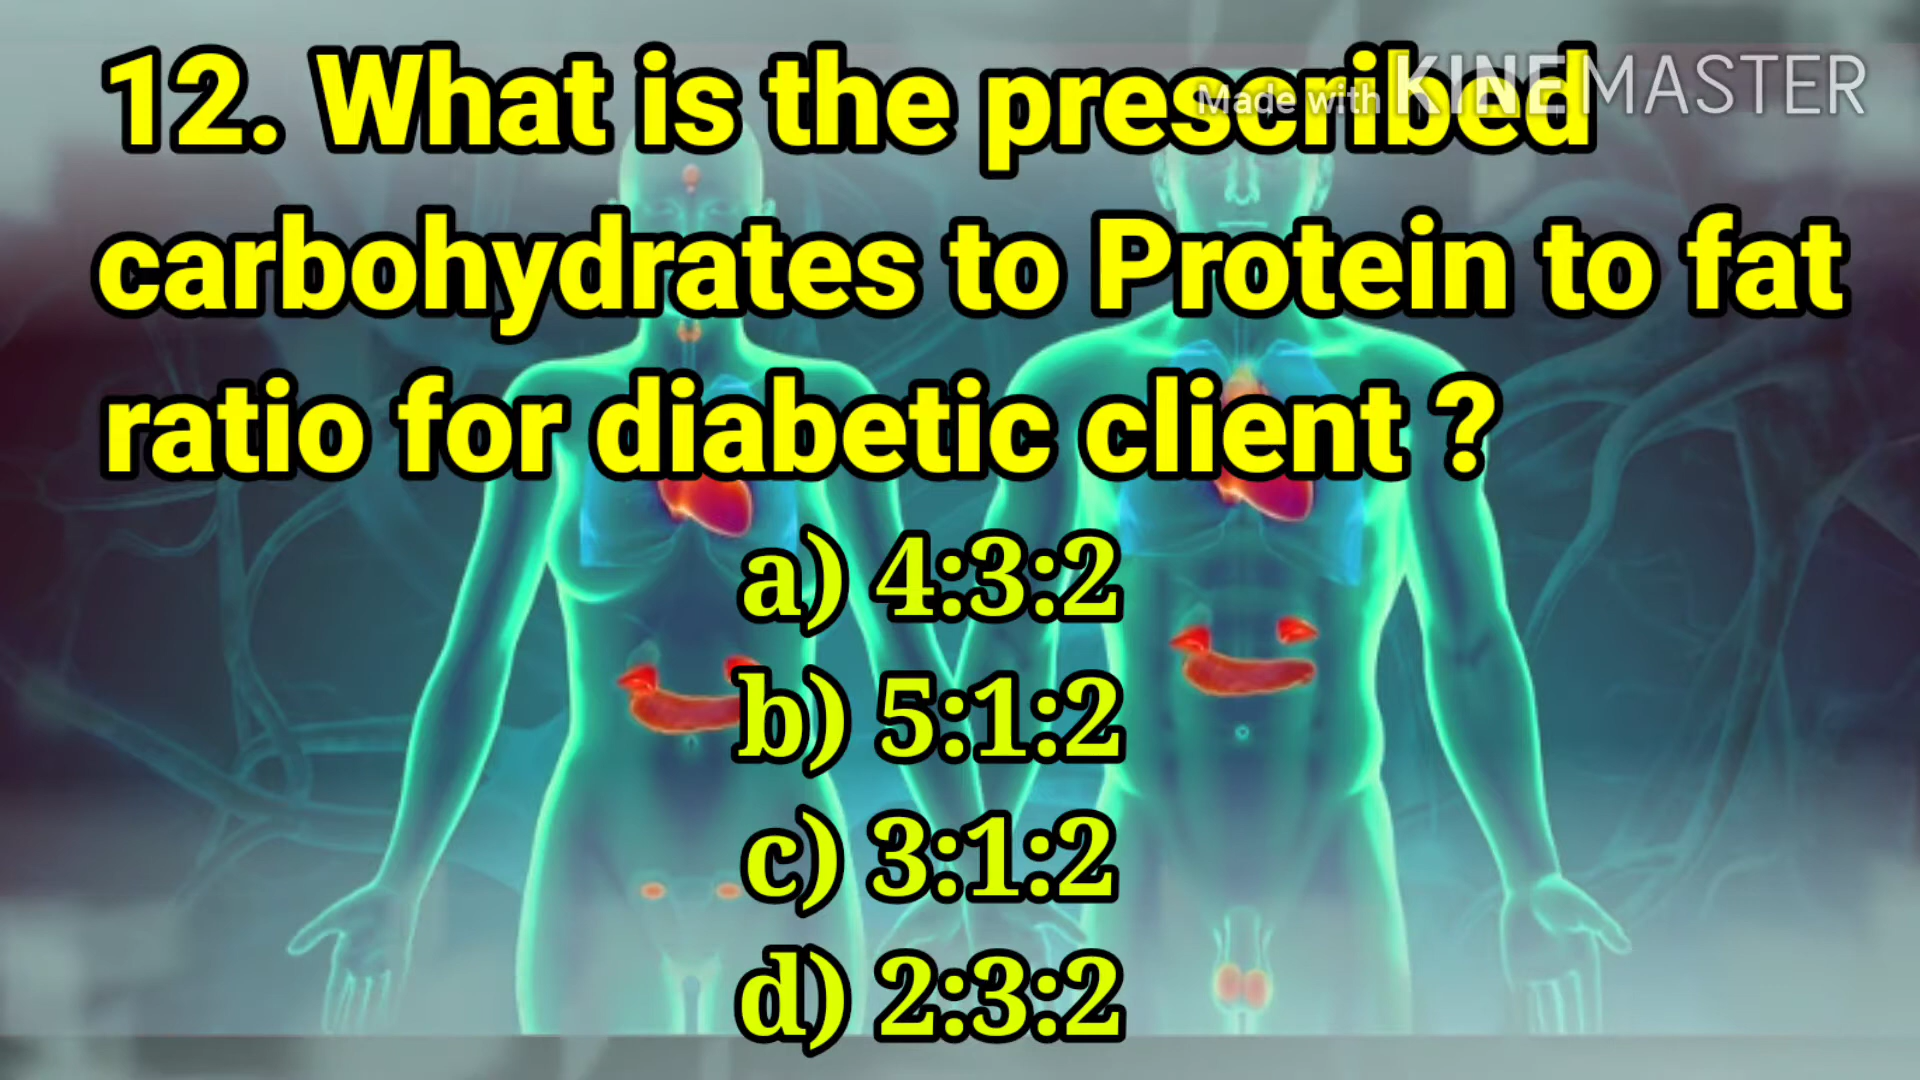 12. What is the prescribed
Made with KINEMASTER
carbohydrates to Protein to fat
ratio for diabetic client ?
a) 4:3:2
b) 5:1:2
c) 3:1:2
d) 2:3:2